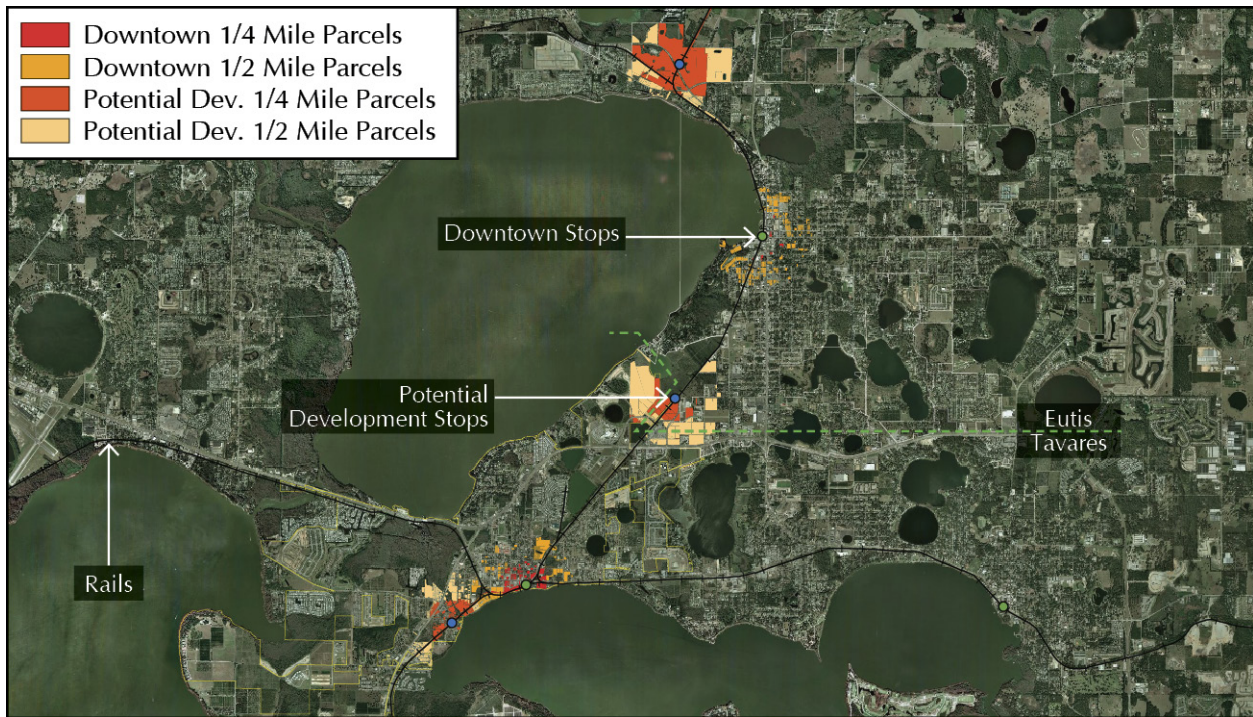 Downtown 1/4 Mile Parcels
Downtown 1/2 Mile Parcels
Potential Dev. 1/4 Mile Parcels
Potential Dev. 1/2 Mile Parcels
Downtown Stops
Potential
Development Stops
Eutis
Tavares
Rails